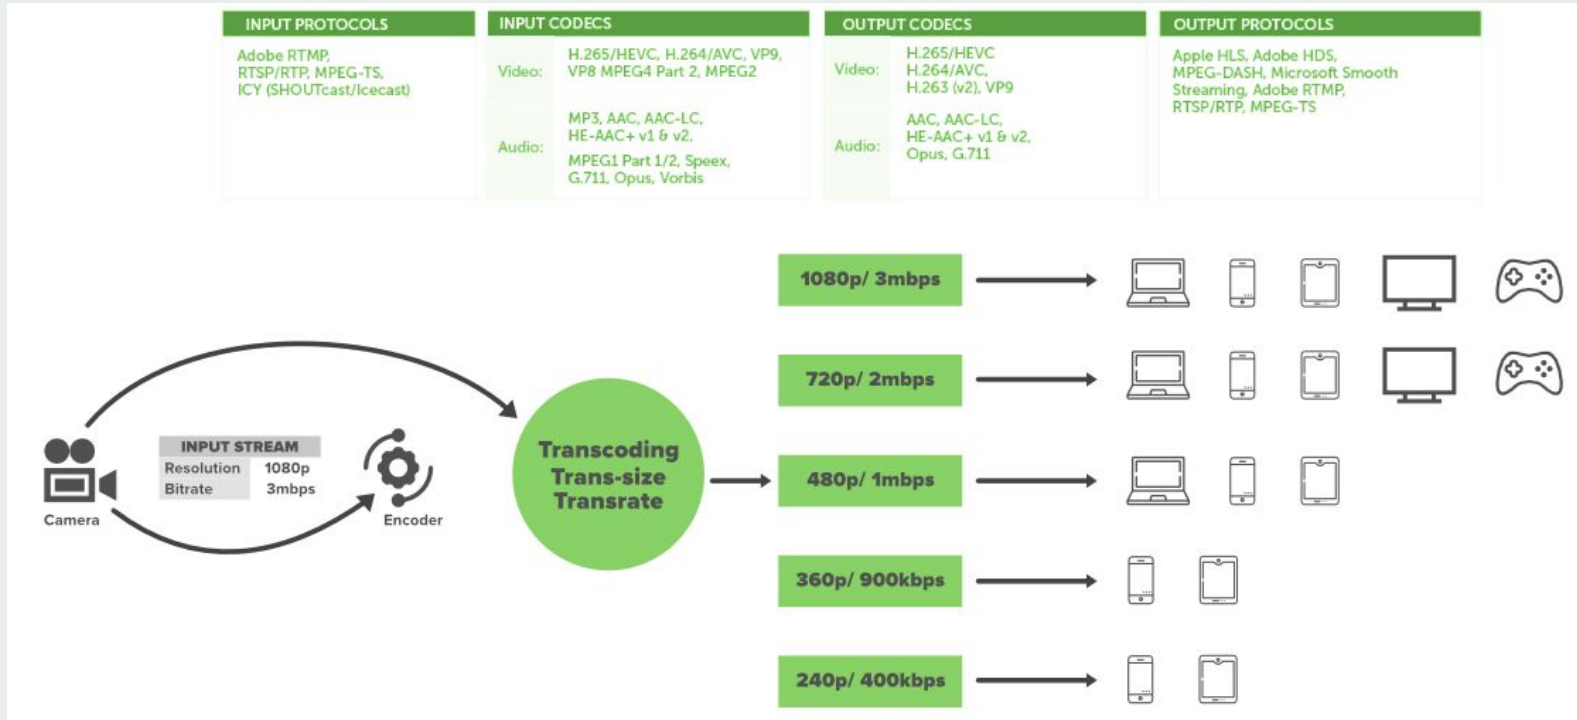 INPUT PROTOCOLS
Adobe RTMP,
RTSP/RTP, MPEG-TS,
ICY (SHOUTcast/Icecast)
INPUT CODECS
Video:
H.265/HEVC, H.264/AVC, VP9,
VP8 MPEG4 Part 2, MPEG2
Audio:
MP3, AAC, AAC-LC,
HE-AAC+ v1 & v2,
MPEG1 Part 1/2, Speex,
G.711, Opus, Vorbis
OUTPUT CODECS
Video:
H.265/HEVC
H.264/AVC,
H.263 (v2), VP9
Audio:
AAC, AAC-LC,
HE-AAC+ v1 & v2,
Opus, G.711
OUTPUT PROTOCOLS
Apple HLS, Adobe HDS,
MPEG-DASH, Microsoft Smooth
Streaming, Adobe RTMP,
RTSP/RTP, MPEG-TS
Camera
INPUT STREAM
Resolution 1080p
Bitrate 3mbps
Encoder
Transcoding
Trans-size
Transrate
1080p/ 3mbps
720p/ 2mbps
480p/ 1mbps
360p/ 900kbps
240p/ 400kbps